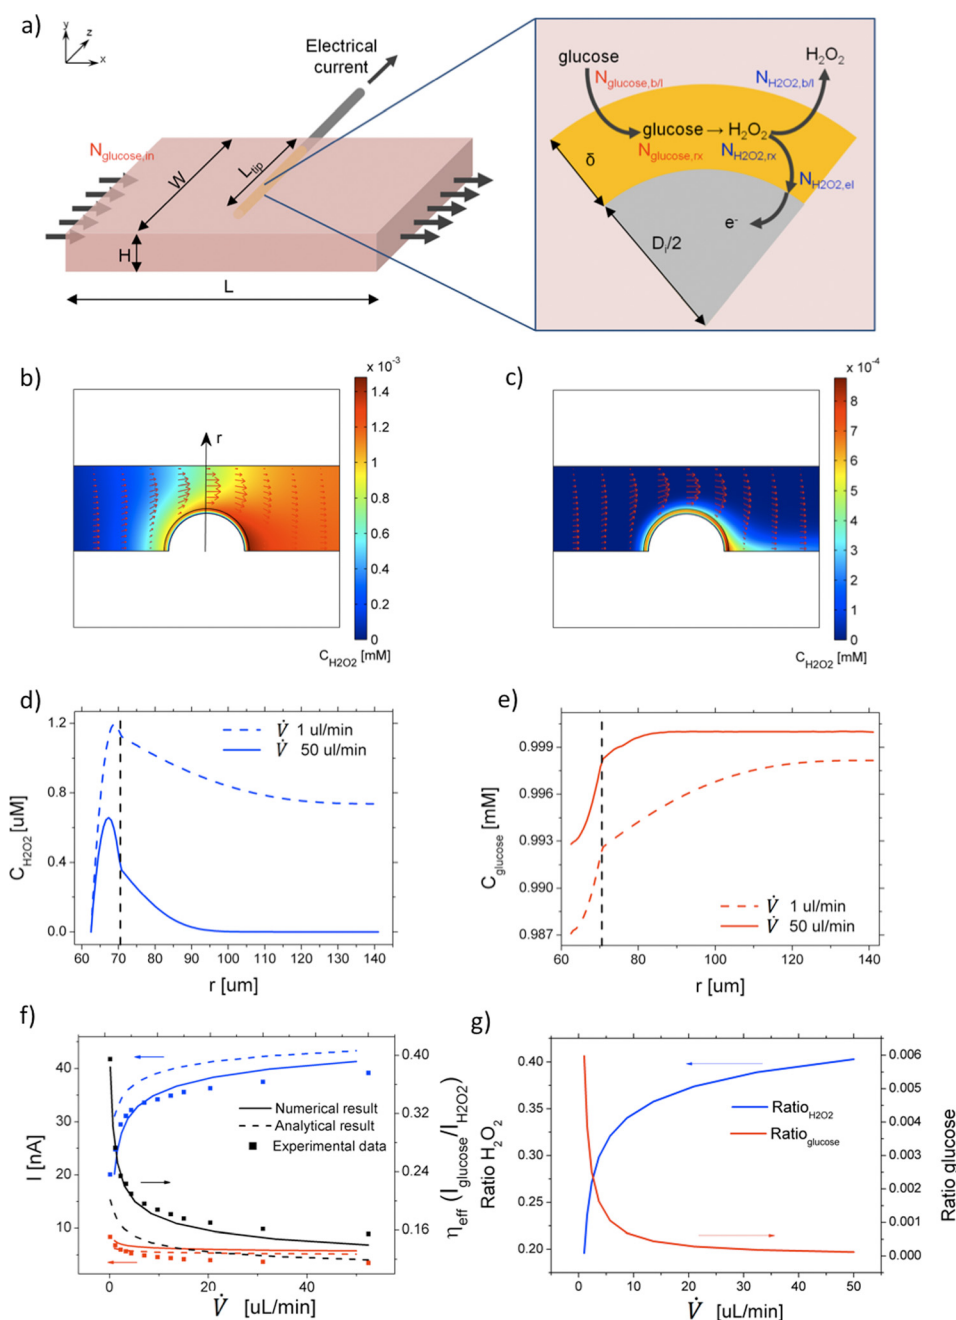 a)
y
z
x
Electrical
current
N glucose,in
W
L tip
H
L
glucose
H2O2
N glucose,b/l
N H2O2,b/l
glucose → H2O2
N glucose,rx
N H2O2,rx
δ
N H2O2,el
e-
Di/2
b)
r
x 10-3
1.4
1.2
1
0.8
0.6
0.4
0.2
0
C H2O2 [mM]
c)
x 10-4
8
7
6
5
4
3
2
1
0
C H2O2 [mM]
d)
1.2
0.8
0.4
0.0
C H2O2 [uM]
V̇ 1 ul/min
V̇ 50 ul/min
60 70 80 90 100 110 120 130 140
r [um]
e)
0.999
0.996
0.993
0.990
0.987
C glucose [mM]
V̇ 1 ul/min
V̇ 50 ul/min
60 80 100 120 140
r [um]
f)
40
30
20
10
I [nA]
Numerical result
Analytical result
Experimental data
0.40
0.32
0.24
0.16
ηeff (I glucose/I H2O2)
0 20 40
V̇ [uL/min]
g)
0.40
0.35
0.30
0.25
0.20
Ratio H2O2
Ratio H2O2
Ratio glucose
0.006
0.005
0.004
0.003
0.002
0.001
0.000
Ratio glucose
0 10 20 30 40 50
V̇ [uL/min]